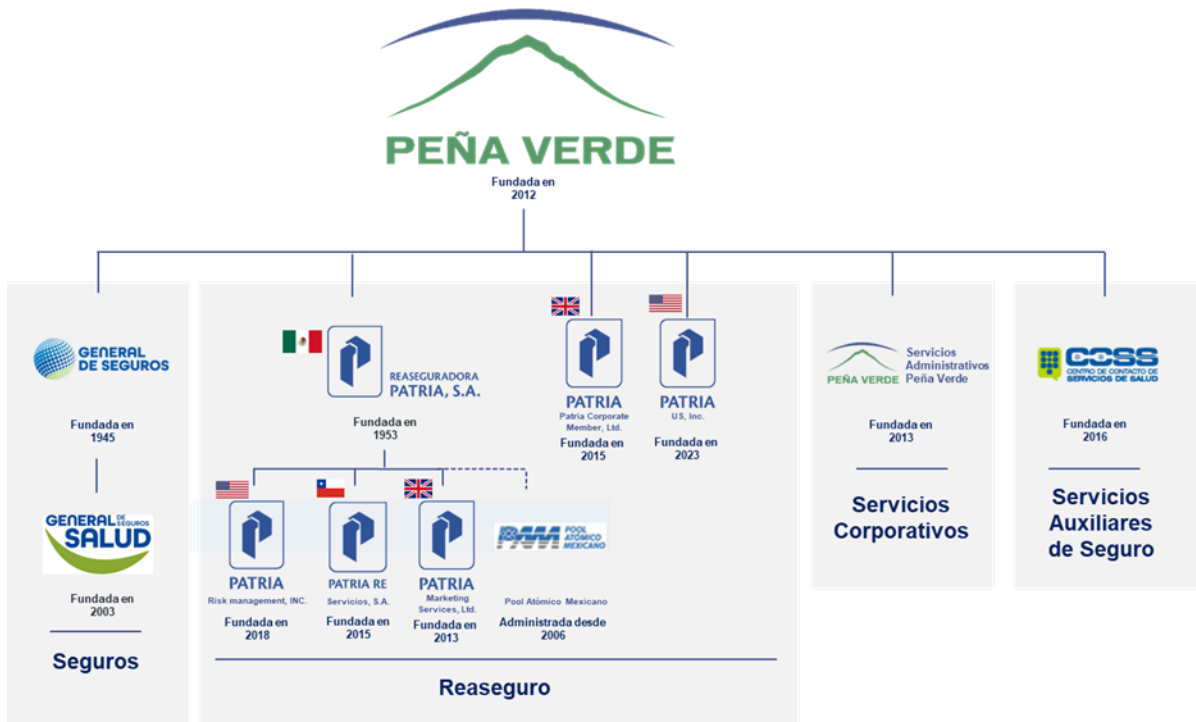 PEÑA VERDE
Fundada en
2012
GENERAL
DE SEGUROS
Fundada en
1945
GENERAL DE SEGUROS
SALUD
Fundada en
2003
Seguros
REASEGURADORA
PATRIA, S.A.
Fundada en
1953
PATRIA
Patria Corporate
Member, Ltd.
Fundada en
2015
PATRIA
US, Inc.
Fundada en
2023
PATRIA
Risk management, INC.
Fundada en
2018
PATRIA RE
Servicios, S.A.
Fundada en
2015
PATRIA
Marketing
Services, Ltd.
Fundada en
2013
PAM
POOL
ATÓMICO
MEXICANO
Pool Atómico Mexicano
Administrada desde
2006
Reaseguro
PEÑA VERDE
Servicios
Administrativos
Peña Verde
Fundada en
2013
Servicios
Corporativos
CCSS
CENTRO DE CONTACTO
SERVICIOS DE SALUD
Fundada en
2016
Servicios
Auxiliares
de Seguro